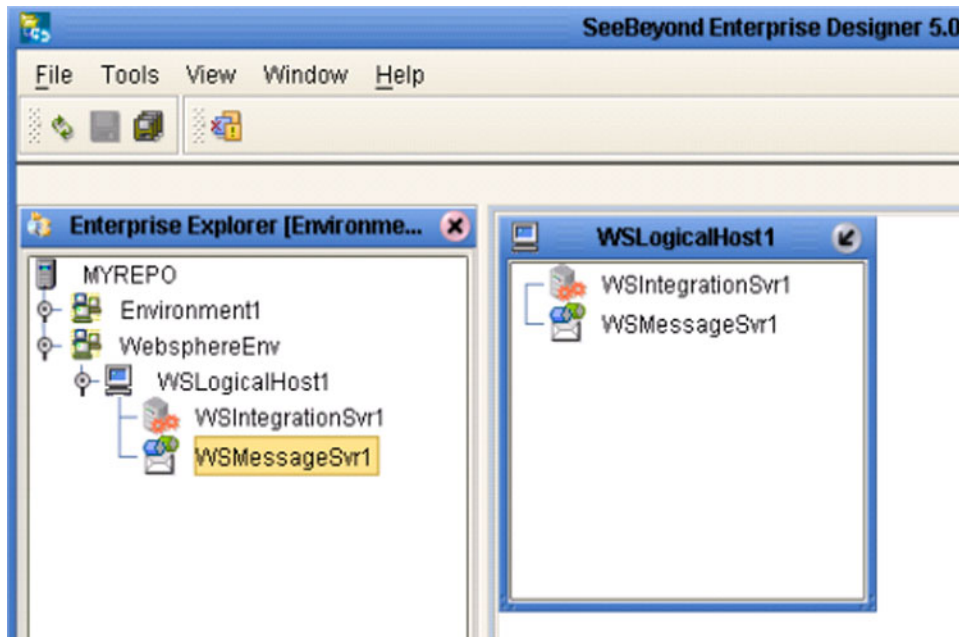 SeeBeyond Enterprise Designer 5.0
File Tools View Window Help
Enterprise Explorer [Environme...
MYREPO
Environment1
WebsphereEnv
WSLogicalHost1
WSIntegrationSvr1
WSMessageSvr1
WSLogicalHost1
WSIntegrationSvr1
WSMessageSvr1